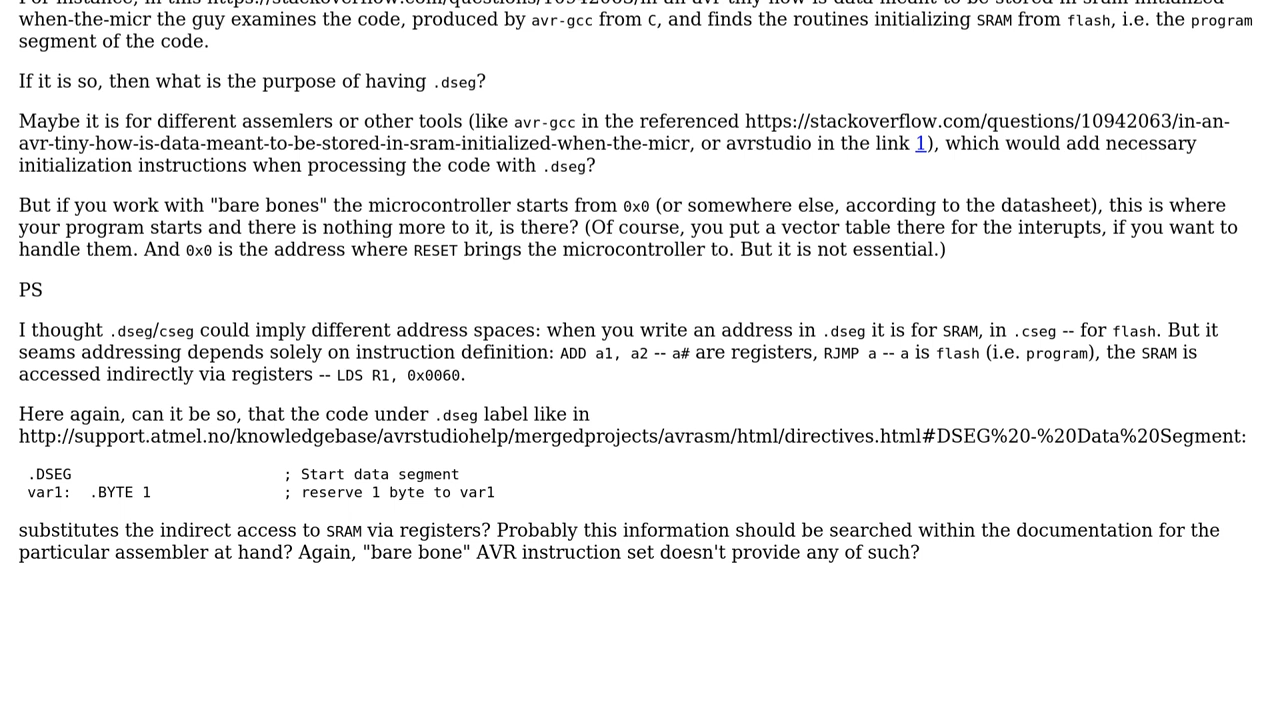 when-the-micr the guy examines the code, produced by avr-gcc from C, and finds the routines initializing SRAM from flash, i.e. the program
segment of the code.
If it is so, then what is the purpose of having .dseg?
Maybe it is for different assemlers or other tools (like avr-gcc in the referenced https://stackoverflow.com/questions/10942063/in-an-
avr-tiny-how-is-data-meant-to-be-stored-in-sram-initialized-when-the-micr, or avrstudio in the link 1), which would add necessary
initialization instructions when processing the code with .dseg?
But if you work with "bare bones" the microcontroller starts from 0x0 (or somewhere else, according to the datasheet), this is where
your program starts and there is nothing more to it, is there? (Of course, you put a vector table there for the interupts, if you want to
handle them. And 0x0 is the address where RESET brings the microcontroller to. But it is not essential.)
PS
I thought .dseg/cseg could imply different address spaces: when you write an address in .dseg it is for SRAM, in .cseg -- for flash. But it
seams addressing depends solely on instruction definition: ADD a1, a2 -- a# are registers, RJMP a -- a is flash (i.e. program), the SRAM is
accessed indirectly via registers -- LDS R1, 0x0060.
Here again, can it be so, that the code under .dseg label like in
http://support.atmel.no/knowledgebase/avrstudiohelp/mergedprojects/avrasm/html/directives.html#DSEG%20-%20Data%20Segment:
.DSEG ; Start data segment
var1: .BYTE 1 ; reserve 1 byte to var1
substitutes the indirect access to SRAM via registers? Probably this information should be searched within the documentation for the
particular assembler at hand? Again, "bare bone" AVR instruction set doesn't provide any of such?